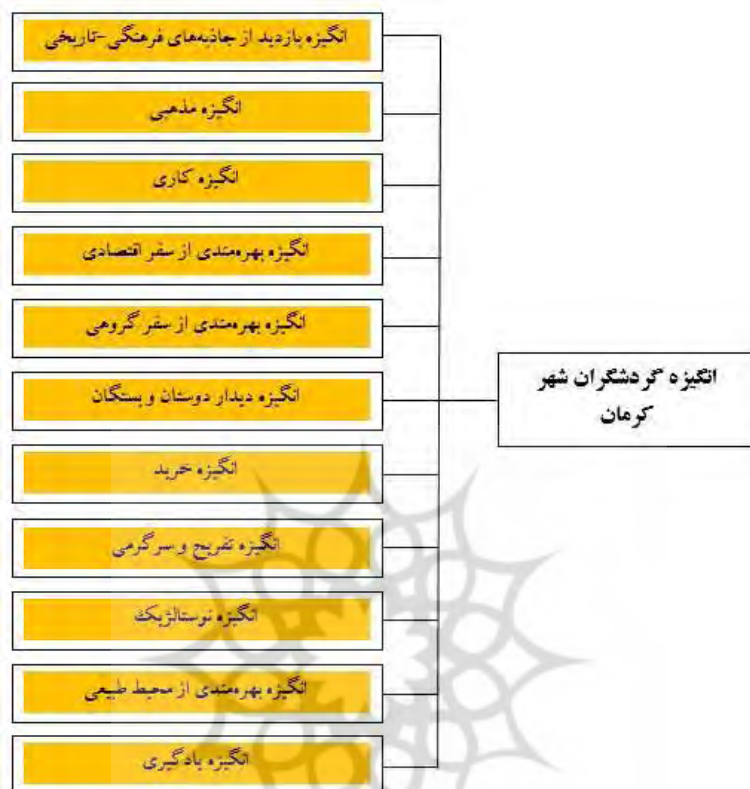 انگیزه بازدید از جاذبه‌های فرهنگی-تاریخی
انگیزه مذهبی
انگیزه کاری
انگیزه بهره‌مندی از سفر اقتصادی
انگیزه بهره‌مندی از سفر گروهی
انگیزه دیدار دوستان و بستگان
انگیزه خرید
انگیزه تفریح و سرگرمی
انگیزه نوستالژیک
انگیزه بهره‌مندی از محیط طبیعی
انگیزه یادگیری
انگیزه گردشگران شهر
کرمان